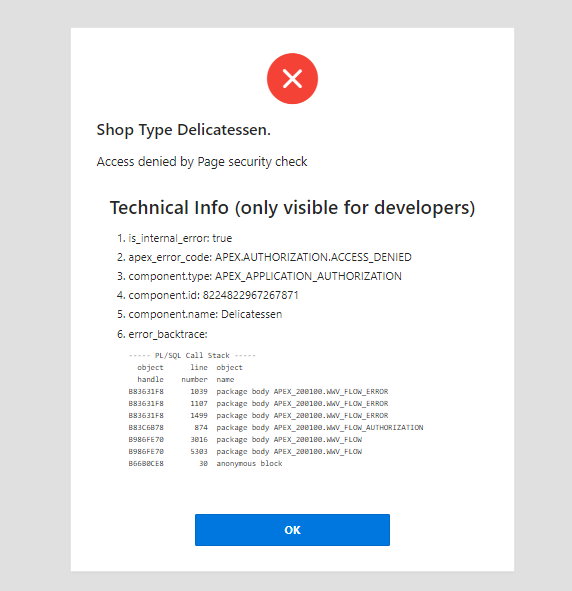 Shop Type Delicatessen.
Access denied by Page security check
Technical Info (only visible for developers)
1. is_internal_error: true
2. apex_error_code: APEX.AUTHORIZATION.ACCESS_DENIED
3. component.type: APEX_APPLICATION_AUTHORIZATION
4. component.id: 8224822967267871
5. component.name: Delicatessen
6. error_backtrace:
----- PL/SQL Call Stack -----
object line object
handle number name
B83631F8 1039 package body APEX_200100.WWV_FLOW_ERROR
B83631F8 1107 package body APEX_200100.WWV_FLOW_ERROR
B83631F8 1499 package body APEX_200100.WWV_FLOW_ERROR
B83C6B78 874 package body APEX_200100.WWV_FLOW_AUTHORIZATION
B986FE70 3016 package body APEX_200100.WWV_FLOW
B986FE70 5303 package body APEX_200100.WWV_FLOW
B66B0CE8 30 anonymous block
OK